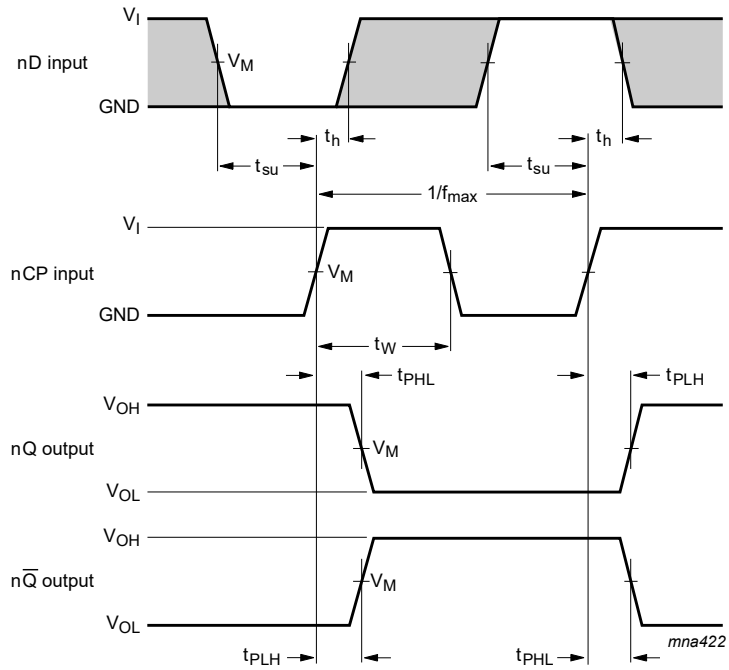 V_I
nD input
V_M
GND
t_h
t_h
t_su
t_su
1/f_max
V_I
nCP input
V_M
GND
t_W
t_PHL
t_PLH
V_OH
nQ output
V_M
V_OL
V_OH
nQ̅ output
V_M
V_OL
mna422
t_PLH
t_PHL